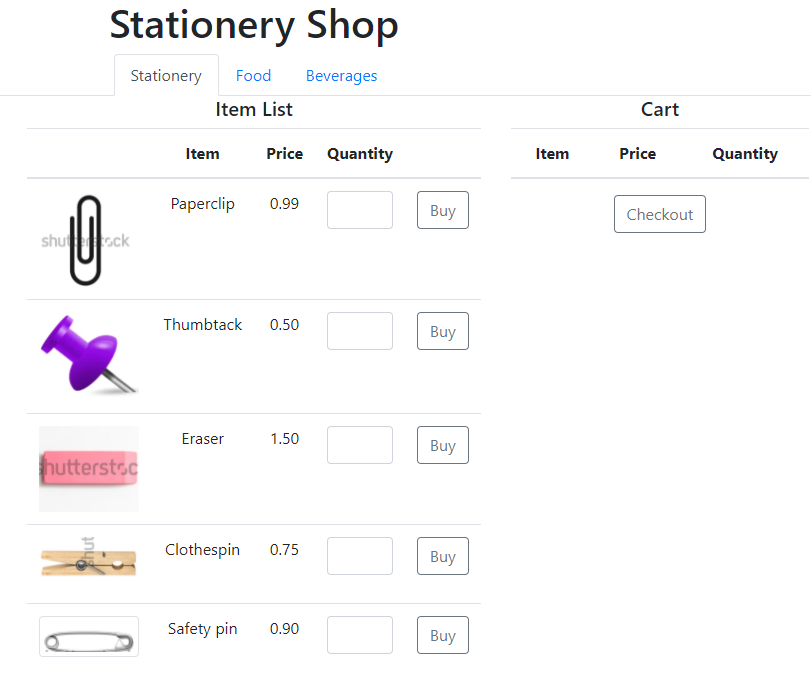 Stationery Shop
Stationery Food Beverages
Item List
Item Price Quantity
shutterstock
Paperclip 0.99 Buy
Thumbtack 0.50 Buy
Eraser 1.50 Buy
shutterstoc
shut
Clothespin 0.75 Buy
Safety pin 0.90 Buy
Cart
Item Price Quantity
Checkout